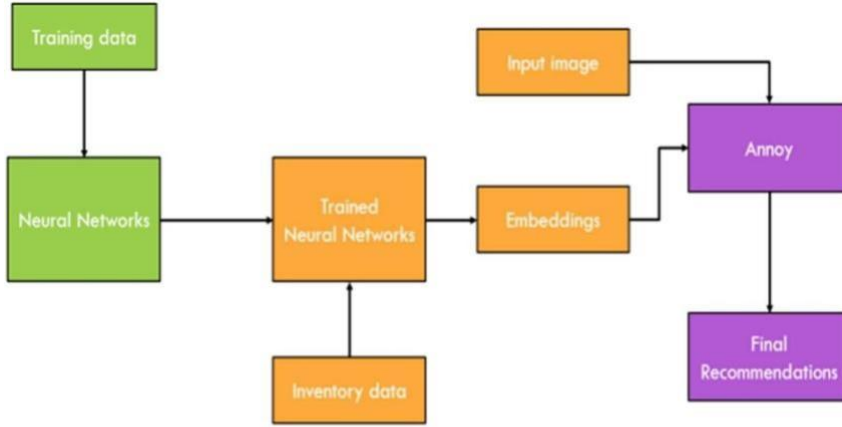 Training data
Input image
Annoy
Neural Networks
Trained
Neural Networks
Embeddings
Inventory data
Final
Recommendations